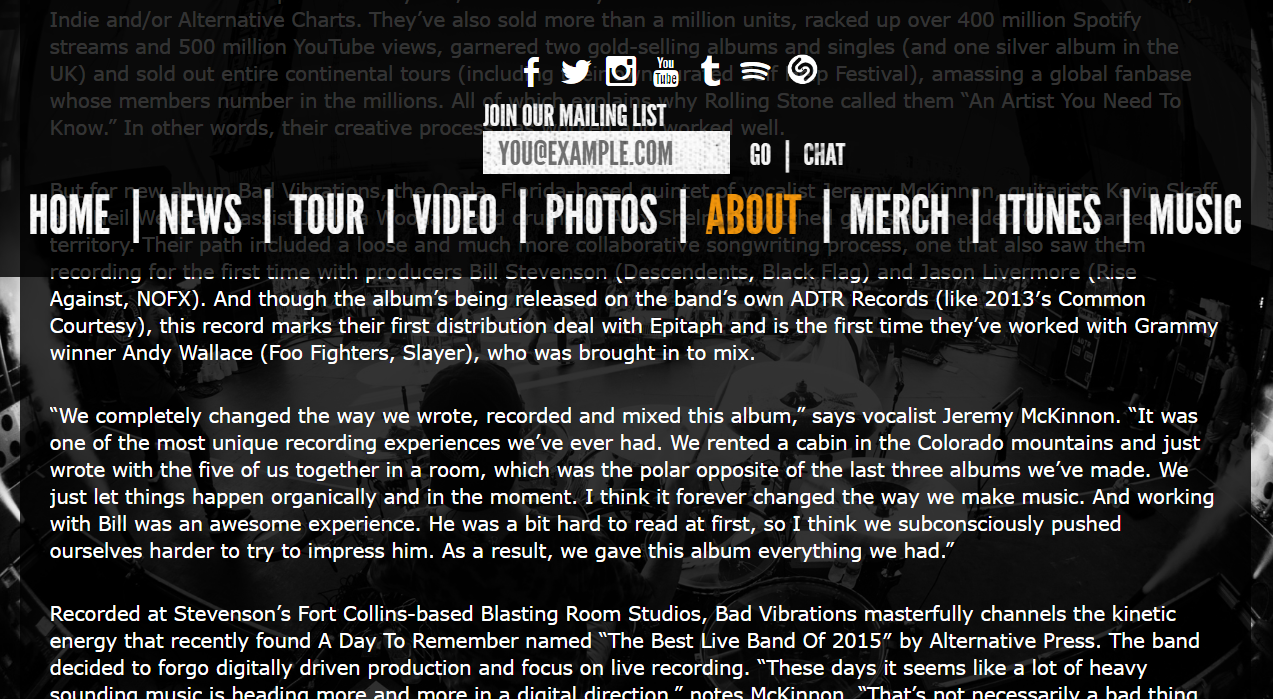 Indie and/or Alternative Charts. They’ve also sold more than a million units, racked up over 400 million Spotify
streams and 500 million YouTube views, garnered two gold-selling albums and singles (and one silver album in the
UK) and sold out entire continental tours (including their Festival), amassing a global fanbase
whose members number in the millions. All of which explains why Rolling Stone called them “An Artist You Need To
Know.” In other words, their creative process worked well.
You
Tube
JOIN OUR MAILING LIST
YOU@EXAMPLE.COM
GO | CHAT
But for new album Bad Vibrations, the Ocala, Florida-based quintet of vocalist Jeremy McKinnon, guitarists Kevin Skaff
HOME | NEWS | TOUR | VIDEO | PHOTOS | ABOUT | MERCH | ITUNES | MUSIC
territory. Their path included a loose and much more collaborative songwriting process, one that also saw them
recording for the first time with producers Bill Stevenson (Descendents, Black Flag) and Jason Livermore (Rise
Against, NOFX). And though the album’s being released on the band’s own ADTR Records (like 2013’s Common
Courtesy), this record marks their first distribution deal with Epitaph and is the first time they’ve worked with Grammy
winner Andy Wallace (Foo Fighters, Slayer), who was brought in to mix.
“We completely changed the way we wrote, recorded and mixed this album,” says vocalist Jeremy McKinnon. “It was
one of the most unique recording experiences we’ve ever had. We rented a cabin in the Colorado mountains and just
wrote with the five of us together in a room, which was the polar opposite of the last three albums we’ve made. We
just let things happen organically and in the moment. I think it forever changed the way we make music. And working
with Bill was an awesome experience. He was a bit hard to read at first, so I think we subconsciously pushed
ourselves harder to try to impress him. As a result, we gave this album everything we had.”
Recorded at Stevenson’s Fort Collins-based Blasting Room Studios, Bad Vibrations masterfully channels the kinetic
energy that recently found A Day To Remember named “The Best Live Band Of 2015” by Alternative Press. The band
decided to forgo digitally driven production and focus on live recording. “These days it seems like a lot of heavy
sounding music is heading more and more in a digital direction,” notes McKinnon. “That’s not necessarily a bad thing